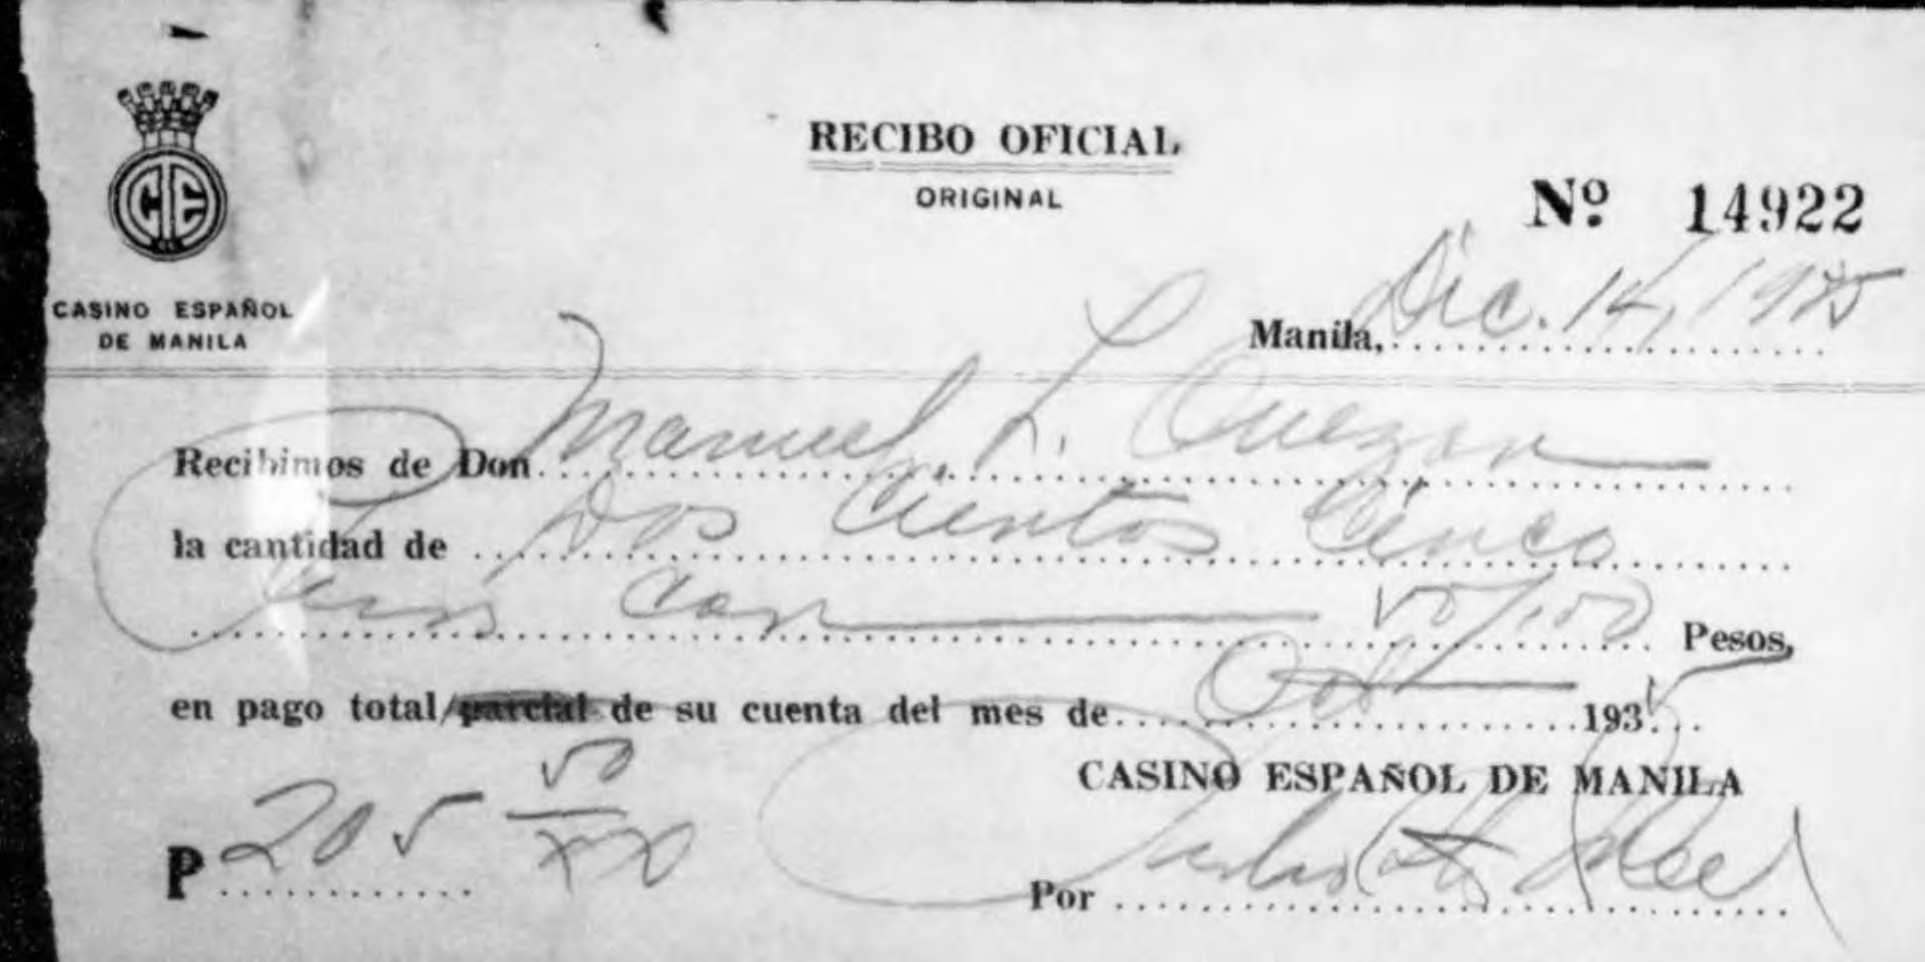 CE
CASINO ESPAÑOL
DE MANILA
RECIBO OFICIAL
ORIGINAL
Nº 14922
Manila, Dic. 14, 1935
Recibimos de Don Manuel L. Quezon
la cantidad de Dos Cientos Cinco
Pesos con 50/100 Pesos,
en pago total/parcial de su cuenta del mes de Oct 1935
CASINO ESPAÑOL DE MANILA
P 205 50/xx
Por